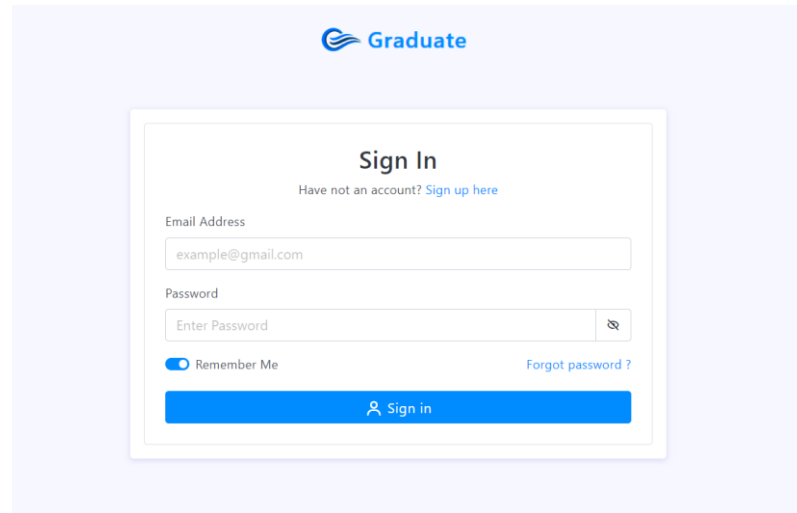 Graduate
Sign In
Have not an account? Sign up here
Email Address
example@gmail.com
Password
Enter Password
Remember Me Forgot password ?
Sign in